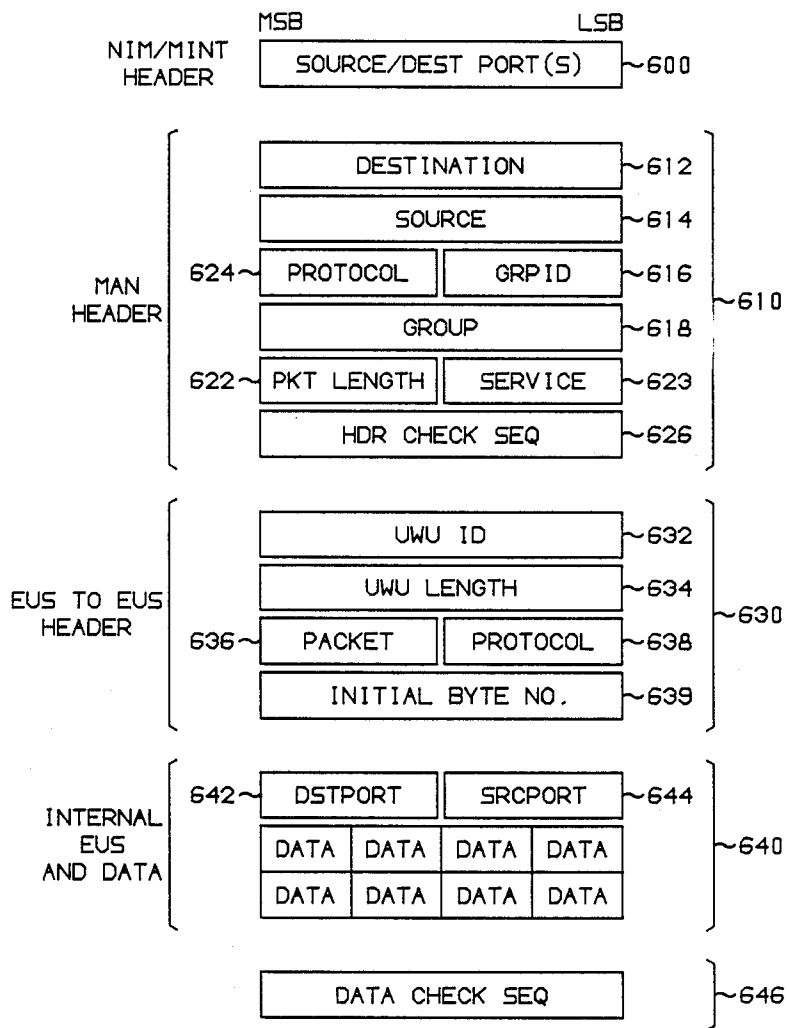 MSB LSB
NIM/MINT HEADER SOURCE/DEST PORT(S) 600
DESTINATION 612
SOURCE 614
624 PROTOCOL GRPID 616
MAN HEADER 610
GROUP 618
622 PKT LENGTH SERVICE 623
HDR CHECK SEQ 626
UWU ID 632
UWU LENGTH 634
EUS TO EUS HEADER 630
636 PACKET PROTOCOL 638
INITIAL BYTE NO. 639
642 DSTPORT SRCPORT 644
INTERNAL EUS AND DATA 640
DATA DATA DATA DATA
DATA DATA DATA DATA
DATA CHECK SEQ 646